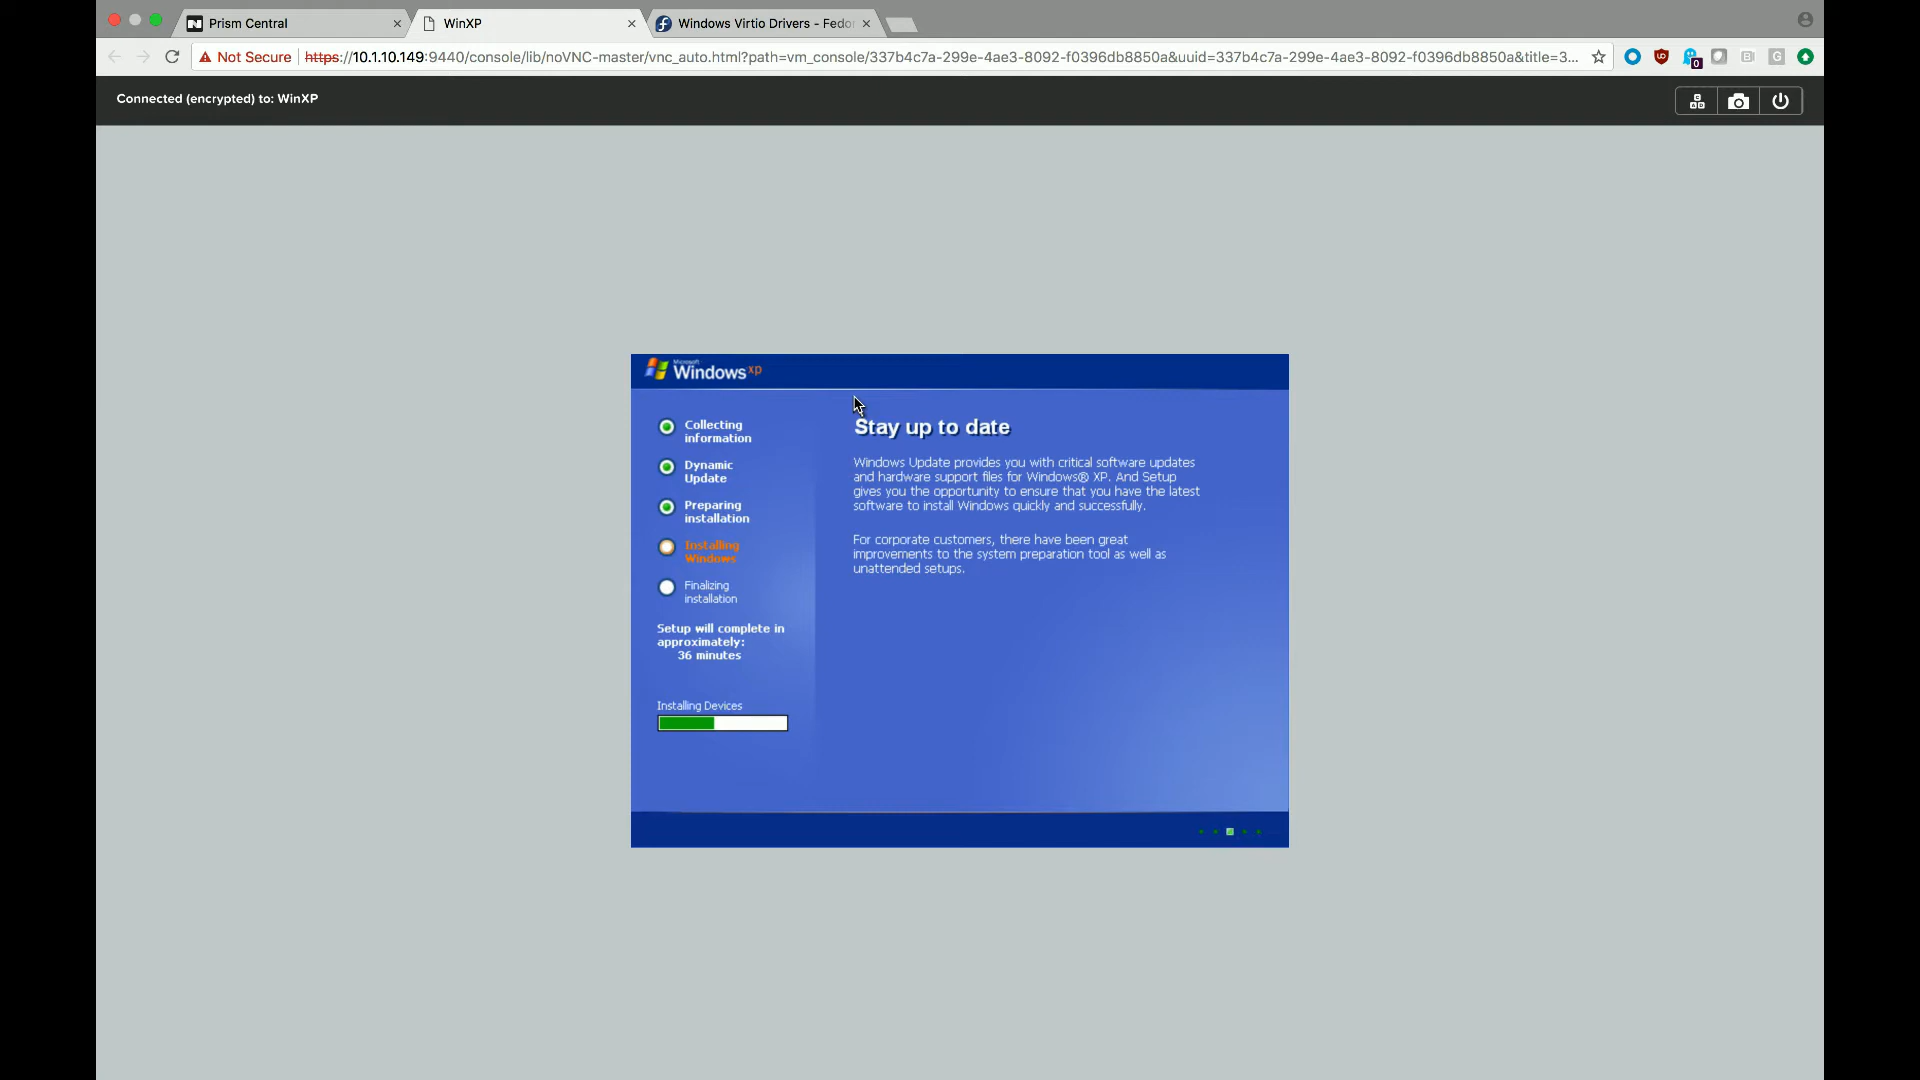 Prism Central
WinXP
Windows Virtio Drivers - Fedo
Not Secure
https://10.1.10.149:9440/console/lib/noVNC-master/vnc_auto.html?path=vm_console/337b4c7a-299e-4ae3-8092-f0396db8850a&uuid=337b4c7a-299e-4ae3-8092-f0396db8850a&title=3...
0
G
Connected (encrypted) to: WinXP
Microsoft
Windows xp
Collecting
information
Dynamic
Update
Preparing
installation
Installing
Windows
Finalizing
installation
Setup will complete in
approximately:
36 minutes
Installing Devices
Stay up to date
Windows Update provides you with critical software updates
and hardware support files for Windows® XP. And Setup
gives you the opportunity to ensure that you have the latest
software to install Windows quickly and successfully.
For corporate customers, there have been great
improvements to the system preparation tool as well as
unattended setups.